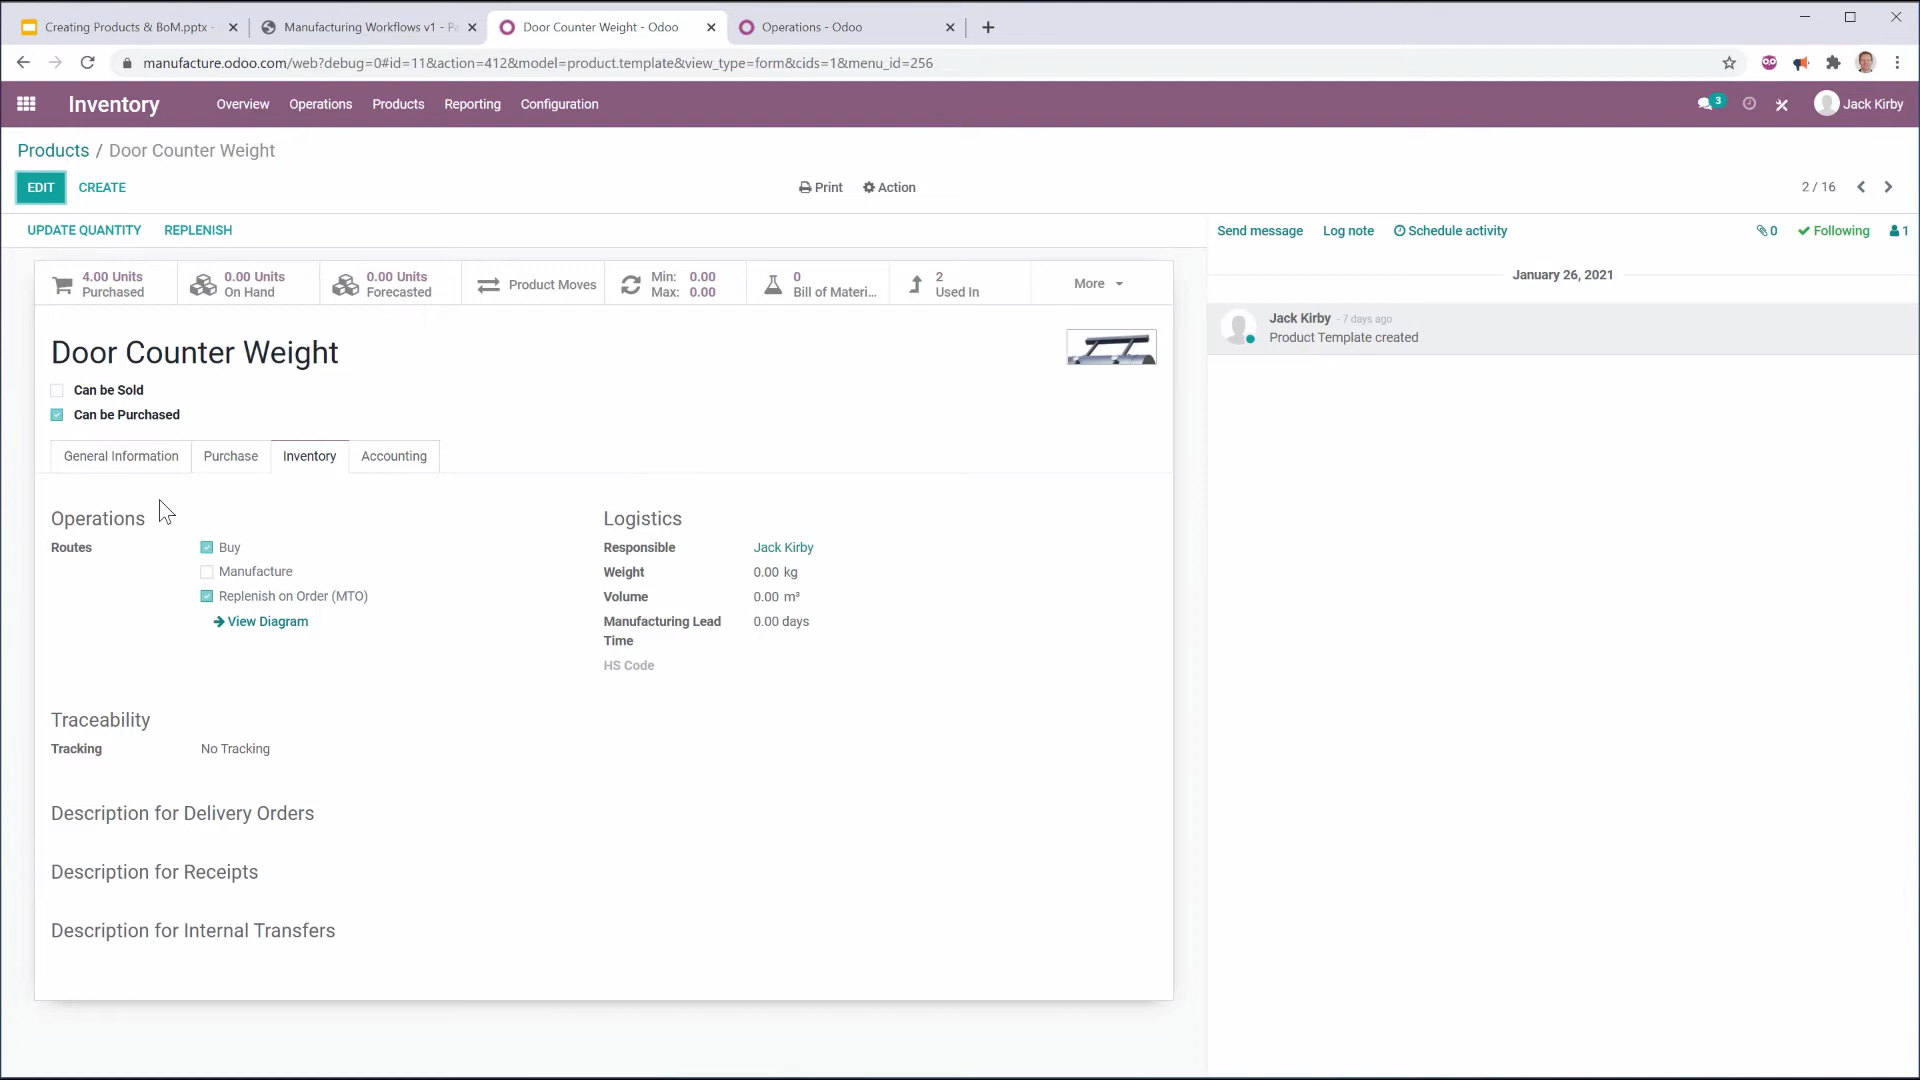 Creating Products & BoM.pptx -
Manufacturing Workflows v1 - Pa
Door Counter Weight - Odoo
Operations - Odoo
manufacture.odoo.com/web?debug=0#id=11&action=412&model=product.template&view_type=form&cids=1&menu_id=256
Inventory
Overview
Operations
Products
Reporting
Configuration
3
Jack Kirby
Products / Door Counter Weight
EDIT
CREATE
Print
Action
2 / 16
UPDATE QUANTITY
REPLENISH
Send message
Log note
Schedule activity
0
Following
1
4.00 Units
Purchased
0.00 Units
On Hand
0.00 Units
Forecasted
Product Moves
Min: 0.00
Max: 0.00
0
Bill of Materi...
2
Used In
More
January 26, 2021
Jack Kirby - 7 days ago
Product Template created
Door Counter Weight
Can be Sold
Can be Purchased
General Information
Purchase
Inventory
Accounting
Operations
Routes
Buy
Manufacture
Replenish on Order (MTO)
View Diagram
Logistics
Responsible Jack Kirby
Weight 0.00 kg
Volume 0.00 m³
Manufacturing Lead 0.00 days
Time
HS Code
Traceability
Tracking No Tracking
Description for Delivery Orders
Description for Receipts
Description for Internal Transfers